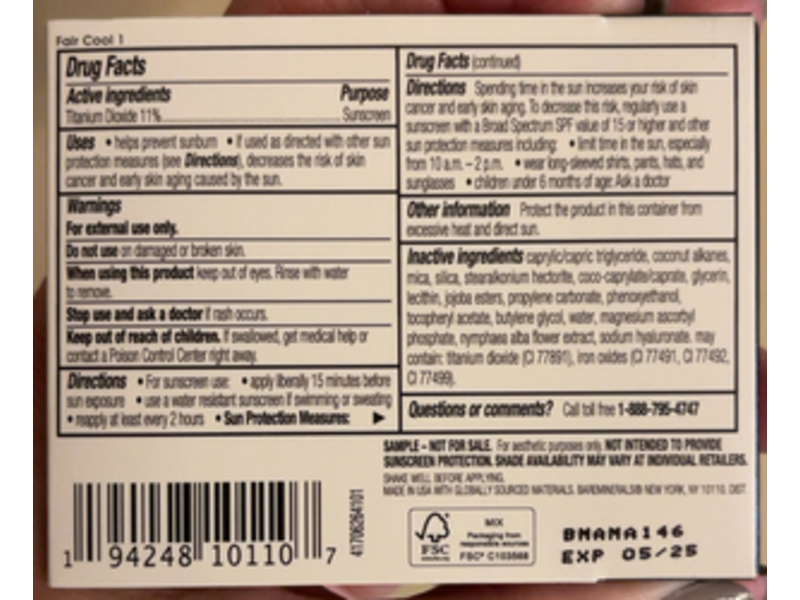 Fair Cool 1
Drug Facts
Active ingredients Purpose
Titanium Dioxide 11% Sunscreen
Uses • helps prevent sunburn • if used as directed with other sun
protection measures (see Directions), decreases the risk of skin
cancer and early skin aging caused by the sun.
Warnings
For external use only.
Do not use on damaged or broken skin.
When using this product keep out of eyes. Rinse with water
to remove.
Stop use and ask a doctor if rash occurs.
Keep out of reach of children. If swallowed, get medical help or
contact a Poison Control Center right away.
Directions • For sunscreen use: • apply liberally 15 minutes before
sun exposure • use a water resistant sunscreen if swimming or sweating
• reapply at least every 2 hours • Sun Protection Measures: ▶
Drug Facts (continued)
Directions Spending time in the sun increases your risk of skin
cancer and early skin aging. To decrease this risk, regularly use a
sunscreen with a Broad Spectrum SPF value of 15 or higher and other
sun protection measures including: • limit time in the sun, especially
from 10 a.m. – 2 p.m. • wear long-sleeved shirts, pants, hats, and
sunglasses • children under 6 months of age: Ask a doctor
Other information Protect the product in this container from
excessive heat and direct sun.
Inactive ingredients caprylic/capric triglyceride, coconut alkanes,
mica, silica, stearalkonium hectorite, coco-caprylate/caprate, glycerin,
lecithin, jojoba esters, propylene carbonate, phenoxyethanol,
tocopheryl acetate, butylene glycol, water, magnesium ascorbyl
phosphate, nymphaea alba flower extract, sodium hyaluronate. may
contain: titanium dioxide (CI 77891), iron oxides (CI 77491, CI 77492,
CI 77499).
Questions or comments? Call toll free 1-888-795-4747
SAMPLE – NOT FOR SALE. For aesthetic purposes only. NOT INTENDED TO PROVIDE
SUNSCREEN PROTECTION. SHADE AVAILABILITY MAY VARY AT INDIVIDUAL RETAILERS.
SHAKE WELL BEFORE APPLYING.
MADE IN USA WITH GLOBALLY SOURCED MATERIALS. BAREMINERALS® NEW YORK, NY 10110, DIST.
1 94248 10110 7
41706264101
FSC
MIX
Packaging from
responsible sources
FSC® C103568
BMAMA146
EXP 05/25